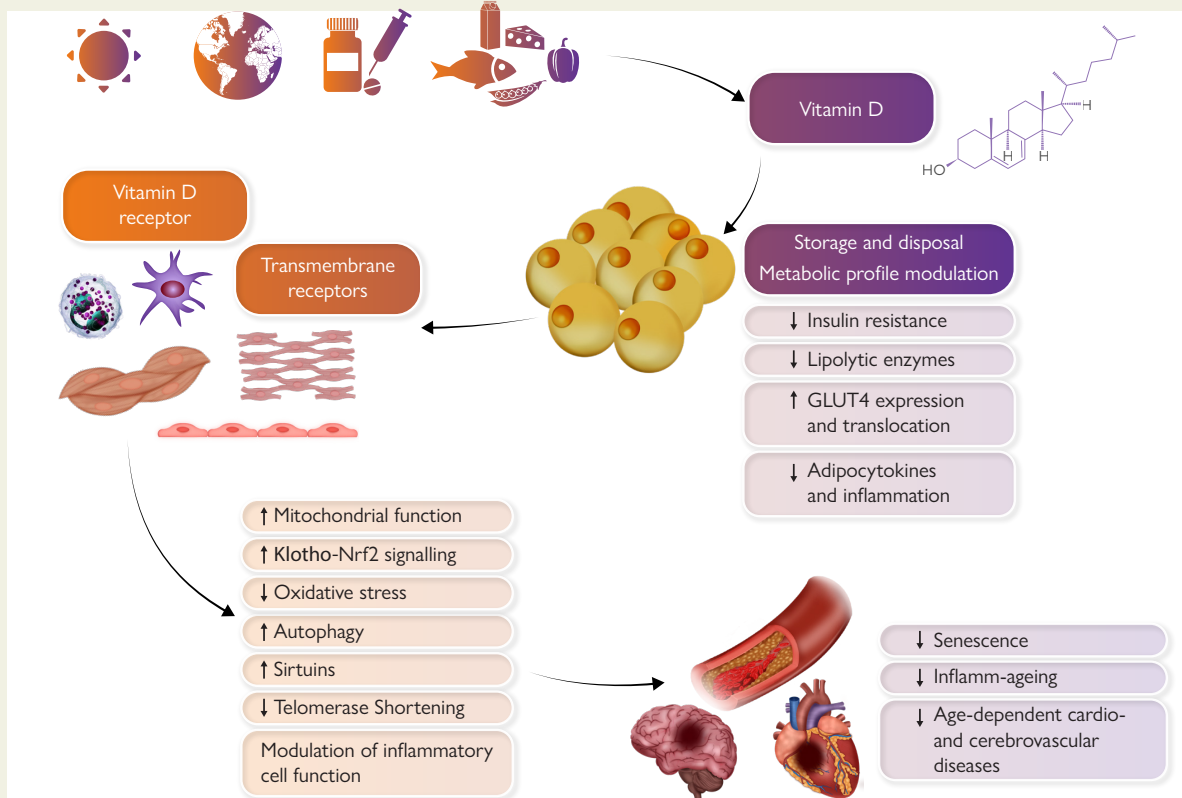 Vitamin D
HO
H
H
H
Vitamin D
receptor
Transmembrane
receptors
Storage and disposal
Metabolic profile modulation
↓ Insulin resistance
↓ Lipolytic enzymes
↑ GLUT4 expression
and translocation
↓ Adipocytokines
and inflammation
↑ Mitochondrial function
↑ Klotho-Nrf2 signalling
↓ Oxidative stress
↑ Autophagy
↑ Sirtuins
↓ Telomerase Shortening
Modulation of inflammatory
cell function
↓ Senescence
↓ Inflamm-ageing
↓ Age-dependent cardio-
and cerebrovascular
diseases